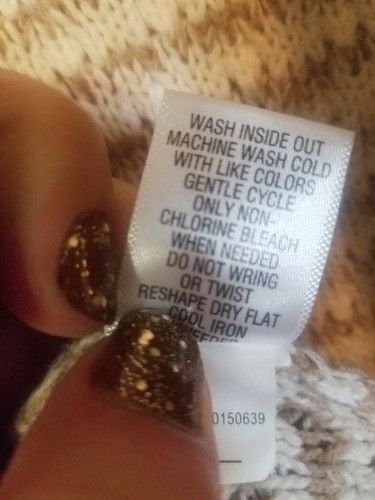 WASH INSIDE OUT
MACHINE WASH COLD
WITH LIKE COLORS
GENTLE CYCLE
ONLY NON-
CHLORINE BLEACH
WHEN NEEDED
DO NOT WRING
OR TWIST
RESHAPE DRY FLAT
COOL IRON
0150639